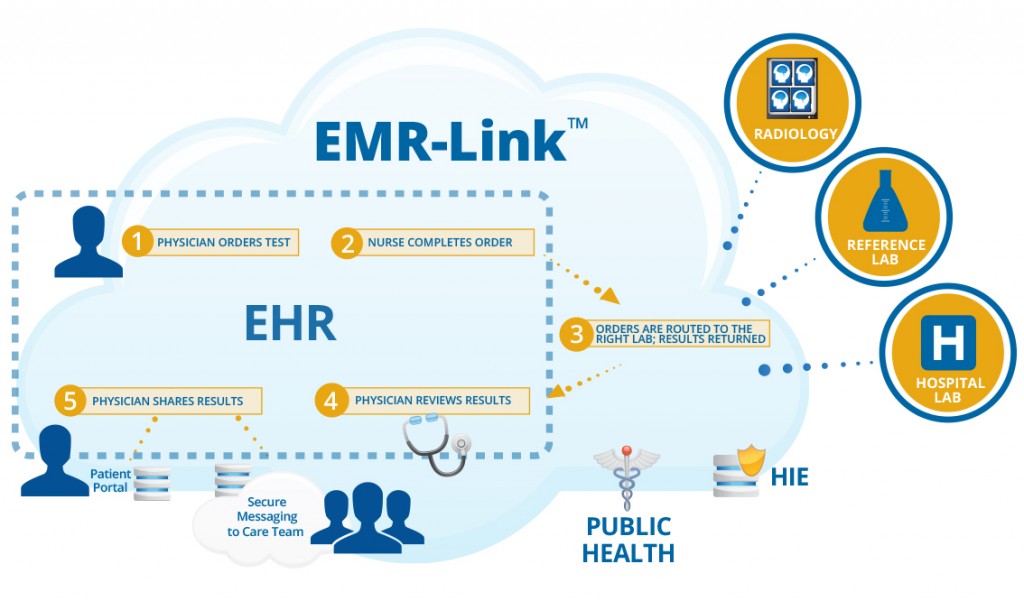 EMR-Link™
RADIOLOGY
REFERENCE
LAB
HOSPITAL
LAB
H
1 PHYSICIAN ORDERS TEST
2 NURSE COMPLETES ORDER
EHR
3 ORDERS ARE ROUTED TO THE
RIGHT LAB; RESULTS RETURNED
4 PHYSICIAN REVIEWS RESULTS
5 PHYSICIAN SHARES RESULTS
Patient
Portal
Secure
Messaging
to Care Team
PUBLIC
HEALTH
HIE